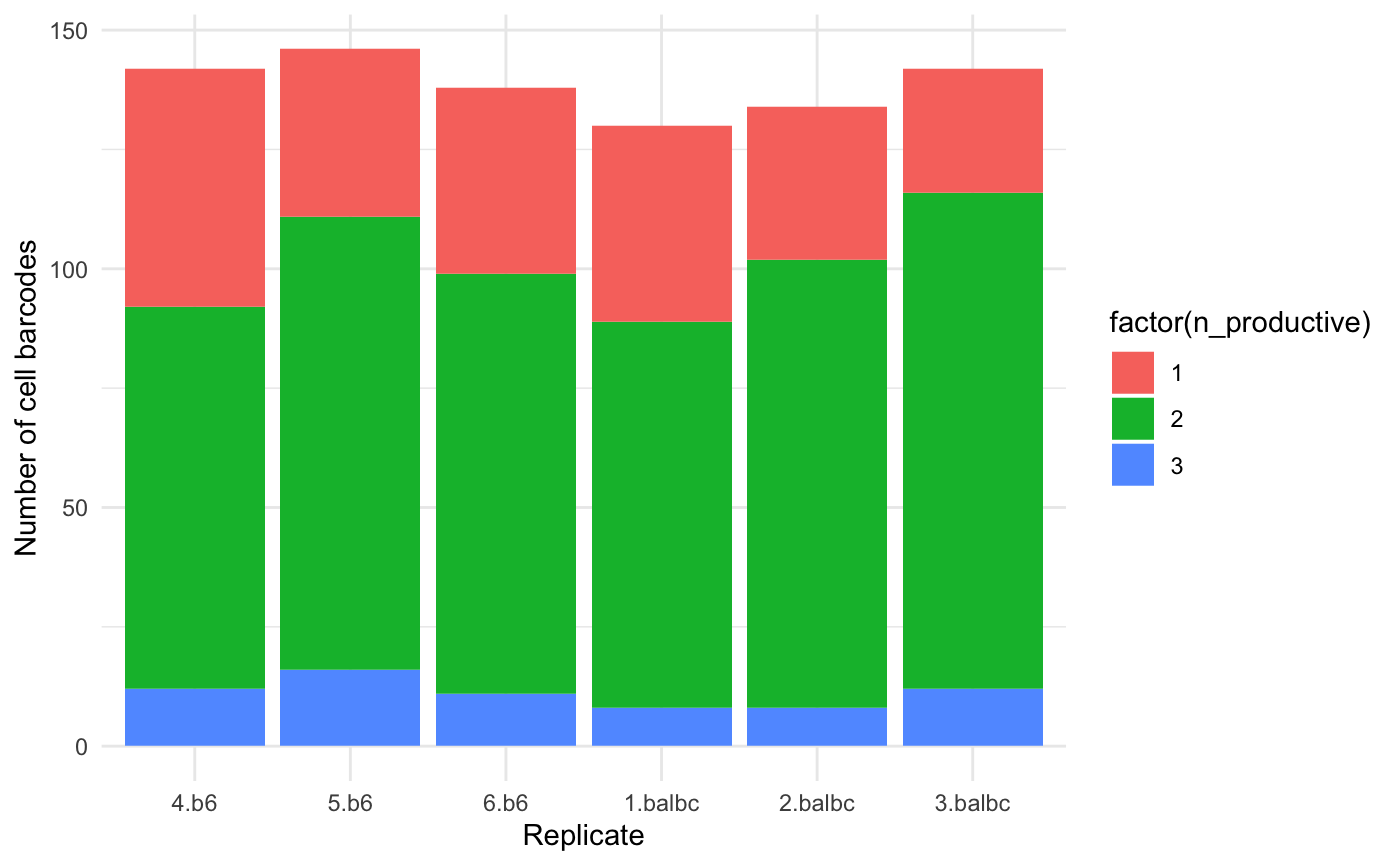 150
100
50
0
Number of cell barcodes
4.b6
5.b6
6.b6
1.balbc
2.balbc
3.balbc
Replicate
factor(n_productive)
1
2
3